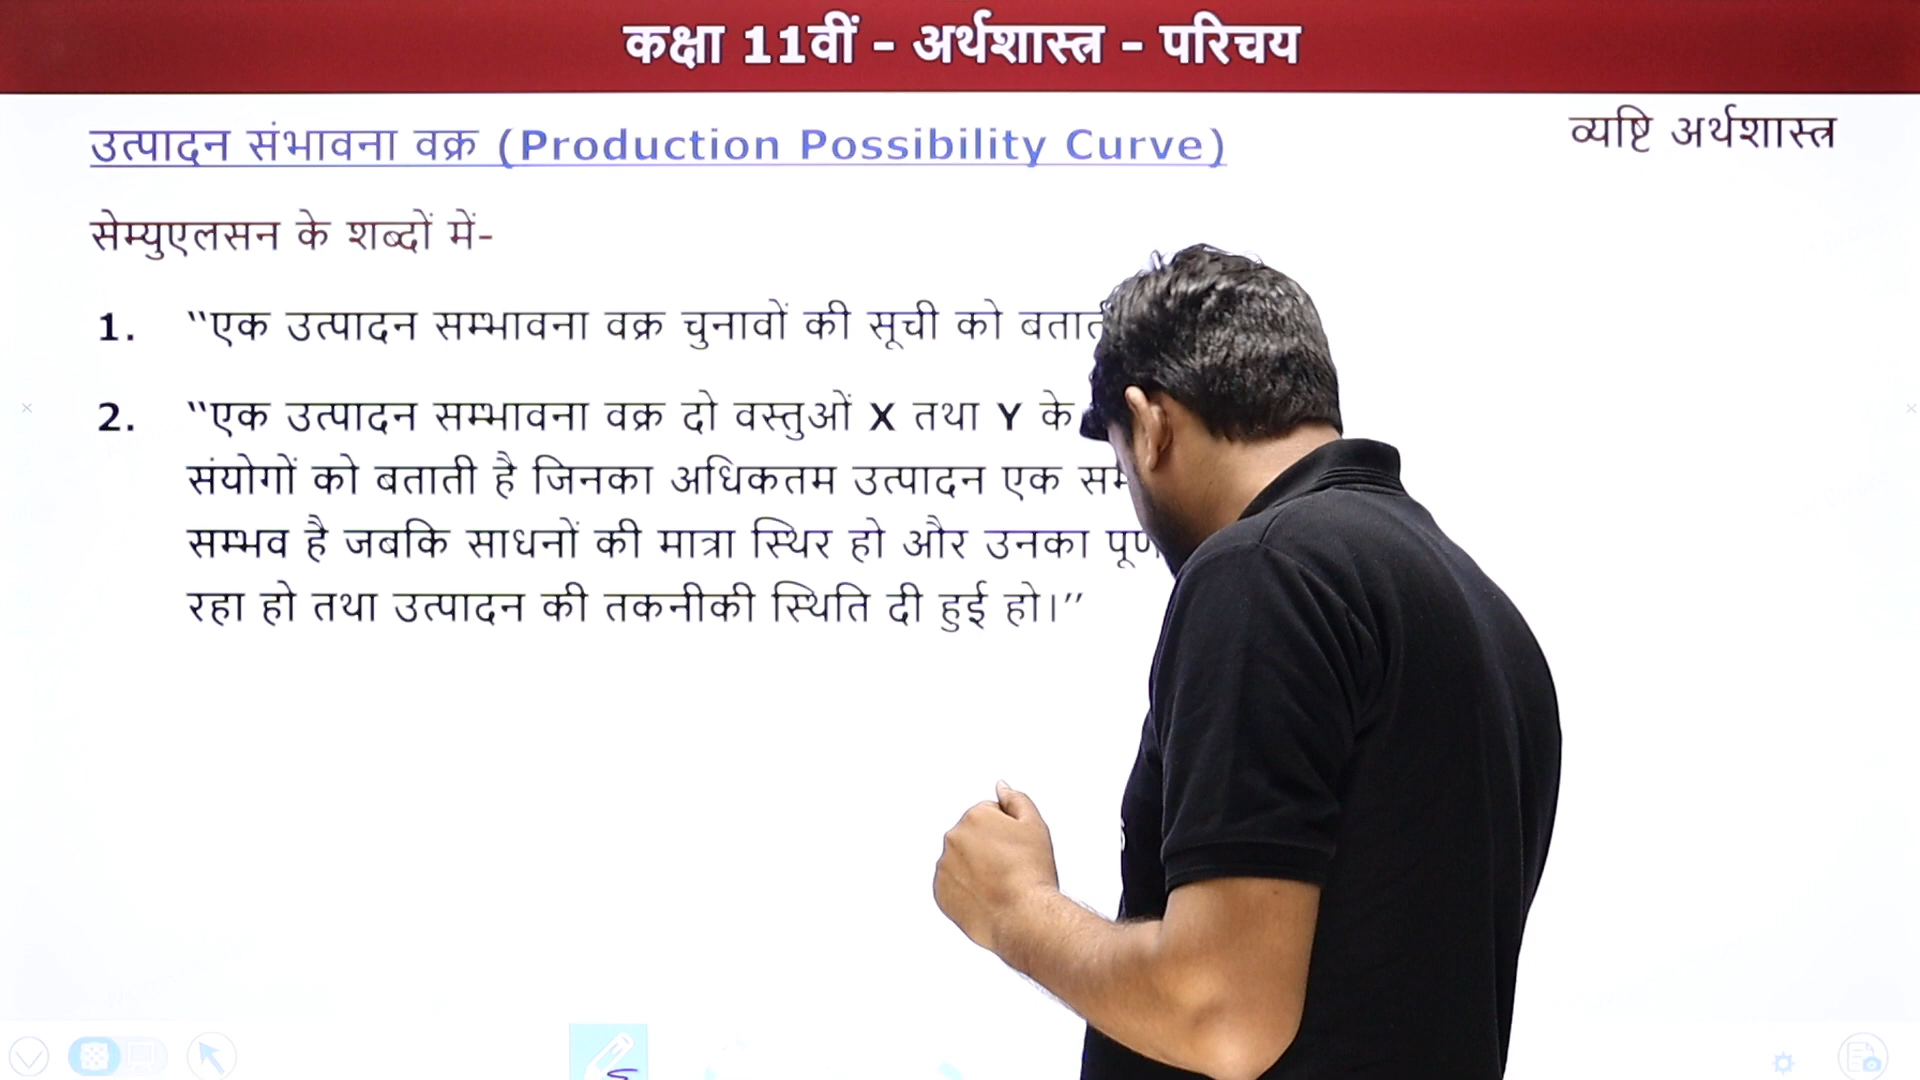 कक्षा 11वीं - अर्थशास्त्र - परिचय
व्यष्टि अर्थशास्त्र
उत्पादन संभावना वक्र (Production Possibility Curve)
सेम्युएलसन के शब्दों में-
1. ''एक उत्पादन सम्भावना वक्र चुनावों की सूची को
2. ''एक उत्पादन सम्भावना वक्र दो वस्तुओं X तथा Y के
संयोगों को बताती है जिनका अधिकतम उत्पादन एक
सम्भव है जबकि साधनों की मात्रा स्थिर हो और उनका
रहा हो तथा उत्पादन की तकनीकी स्थिति दी हुई हो।''